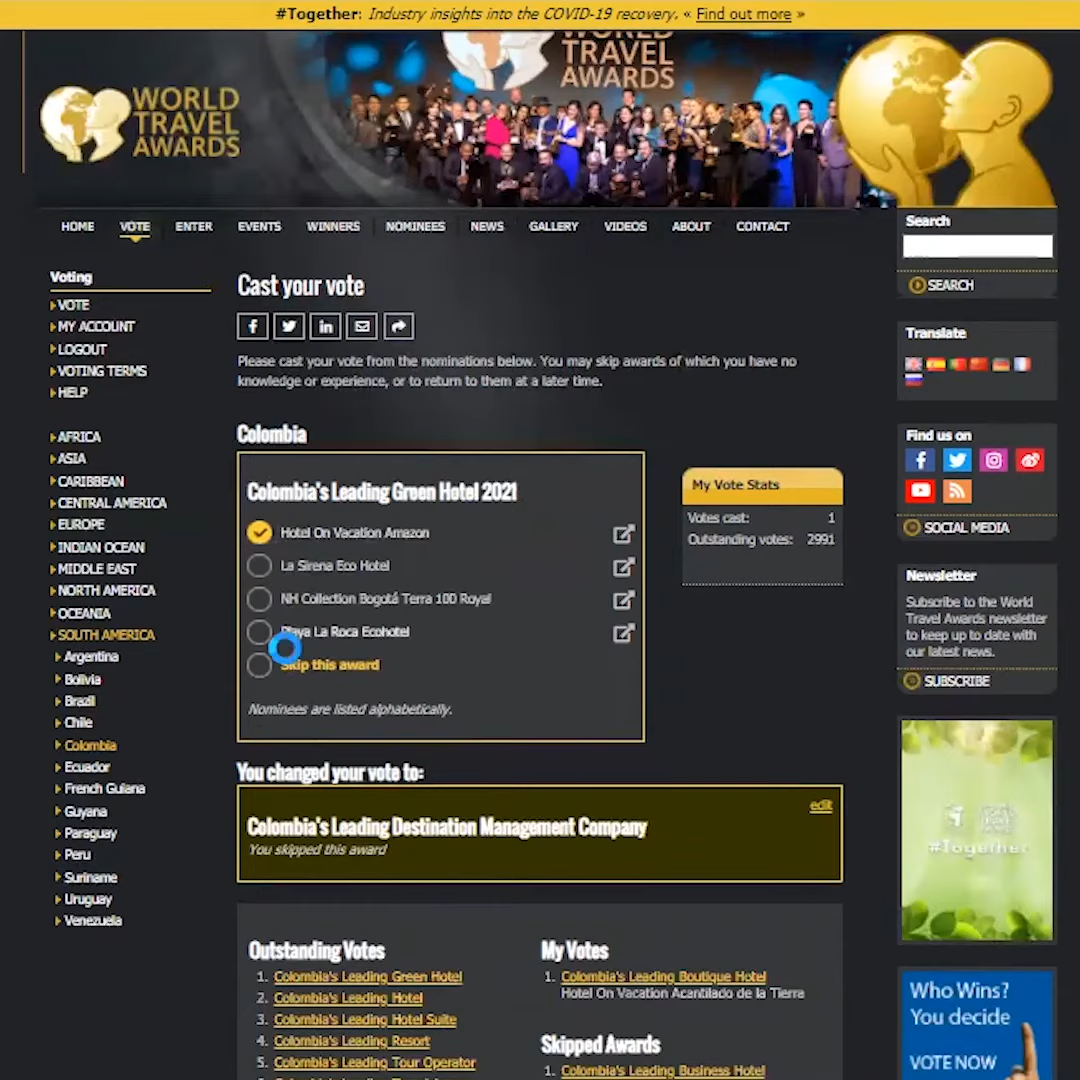 #Together: Industry insights into the COVID-19 recovery. « Find out more »
WORLD
TRAVEL
AWARDS
WORLD
TRAVEL
AWARDS
HOME
VOTE
ENTER
EVENTS
WINNERS
NOMINEES
NEWS
GALLERY
VIDEOS
ABOUT
CONTACT
Voting
VOTE
MY ACCOUNT
LOGOUT
VOTING TERMS
HELP
AFRICA
ASIA
CARIBBEAN
CENTRAL AMERICA
EUROPE
INDIAN OCEAN
MIDDLE EAST
NORTH AMERICA
OCEANIA
SOUTH AMERICA
Argentina
Bolivia
Brazil
Chile
Colombia
Ecuador
French Guiana
Guyana
Paraguay
Peru
Suriname
Uruguay
Venezuela
Cast your vote
Please cast your vote from the nominations below. You may skip awards of which you have no
knowledge or experience, or to return to them at a later time.
Colombia
Colombia's Leading Green Hotel 2021
Hotel On Vacation Amazon
La Sirena Eco Hotel
NH Collection Bogotá Terra 100 Royal
Playa La Roca Ecohotel
Skip this award
Nominees are listed alphabetically.
My Vote Stats
Votes cast: 1
Outstanding votes: 2991
You changed your vote to:
edit
Colombia's Leading Destination Management Company
You skipped this award
Outstanding Votes
1. Colombia's Leading Green Hotel
2. Colombia's Leading Hotel
3. Colombia's Leading Hotel Suite
4. Colombia's Leading Resort
5. Colombia's Leading Tour Operator
My Votes
1. Colombia's Leading Boutique Hotel
Hotel On Vacation Acantilado de la Tierra
Skipped Awards
1. Colombia's Leading Business Hotel
Search
SEARCH
Translate
Find us on
SOCIAL MEDIA
Newsletter
Subscribe to the World
Travel Awards newsletter
to keep up to date with
our latest news.
SUBSCRIBE
#Together
Who Wins?
You decide
VOTE NOW